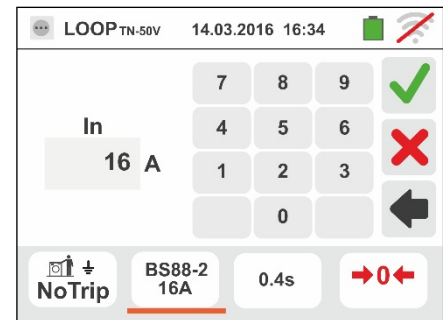 LOOP TN-50V 14.03.2016 16:34
7 8 9
In
4 5 6
16 A
1 2 3
0
NoTrip
BS88-2
16A
0.4s
0